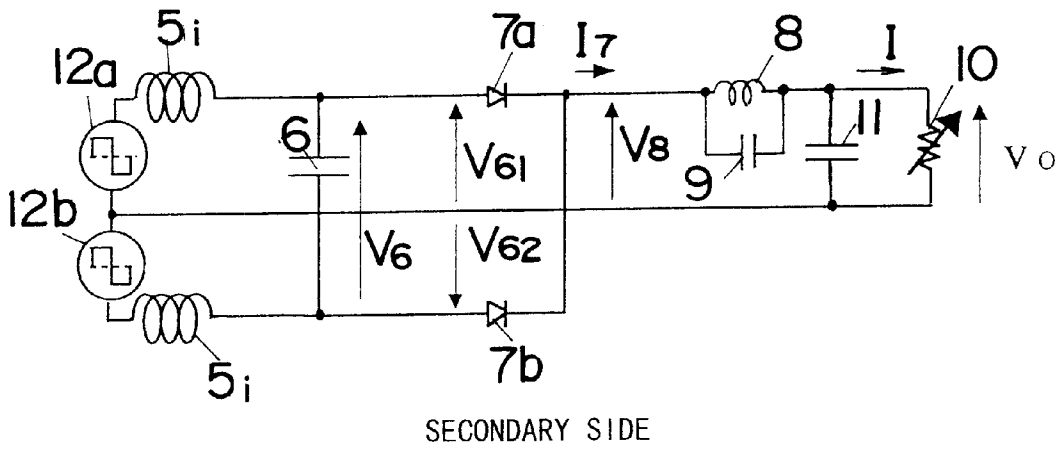 5i
7a
I7
8
I
10
12a
6
V61
V8
9
11
Vo
12b
V6
V62
5i
7b
SECONDARY SIDE